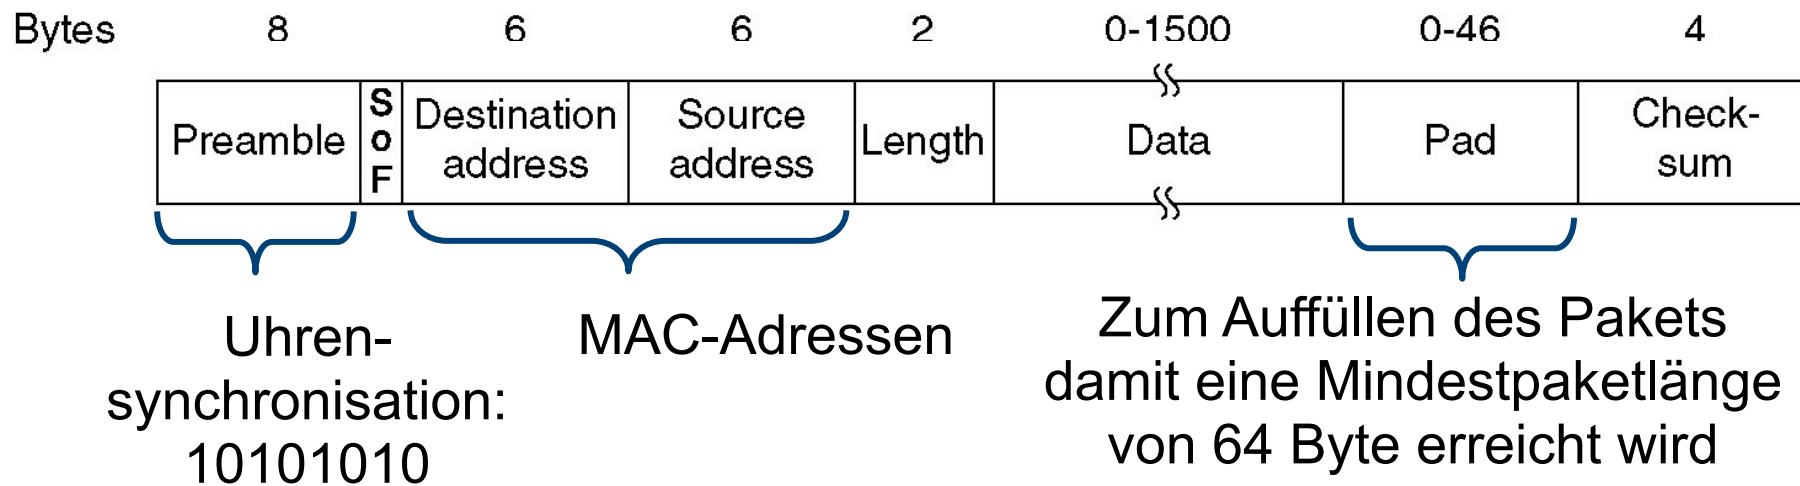 Bytes 8 6 6 2 0-1500 0-46 4
Preamble
SoF
Destination
address
Source
address
Length
Data
Pad
Check-
sum
Uhren-
synchronisation:
10101010
MAC-Adressen
Zum Auffüllen des Pakets
damit eine Mindestpaketlänge
von 64 Byte erreicht wird